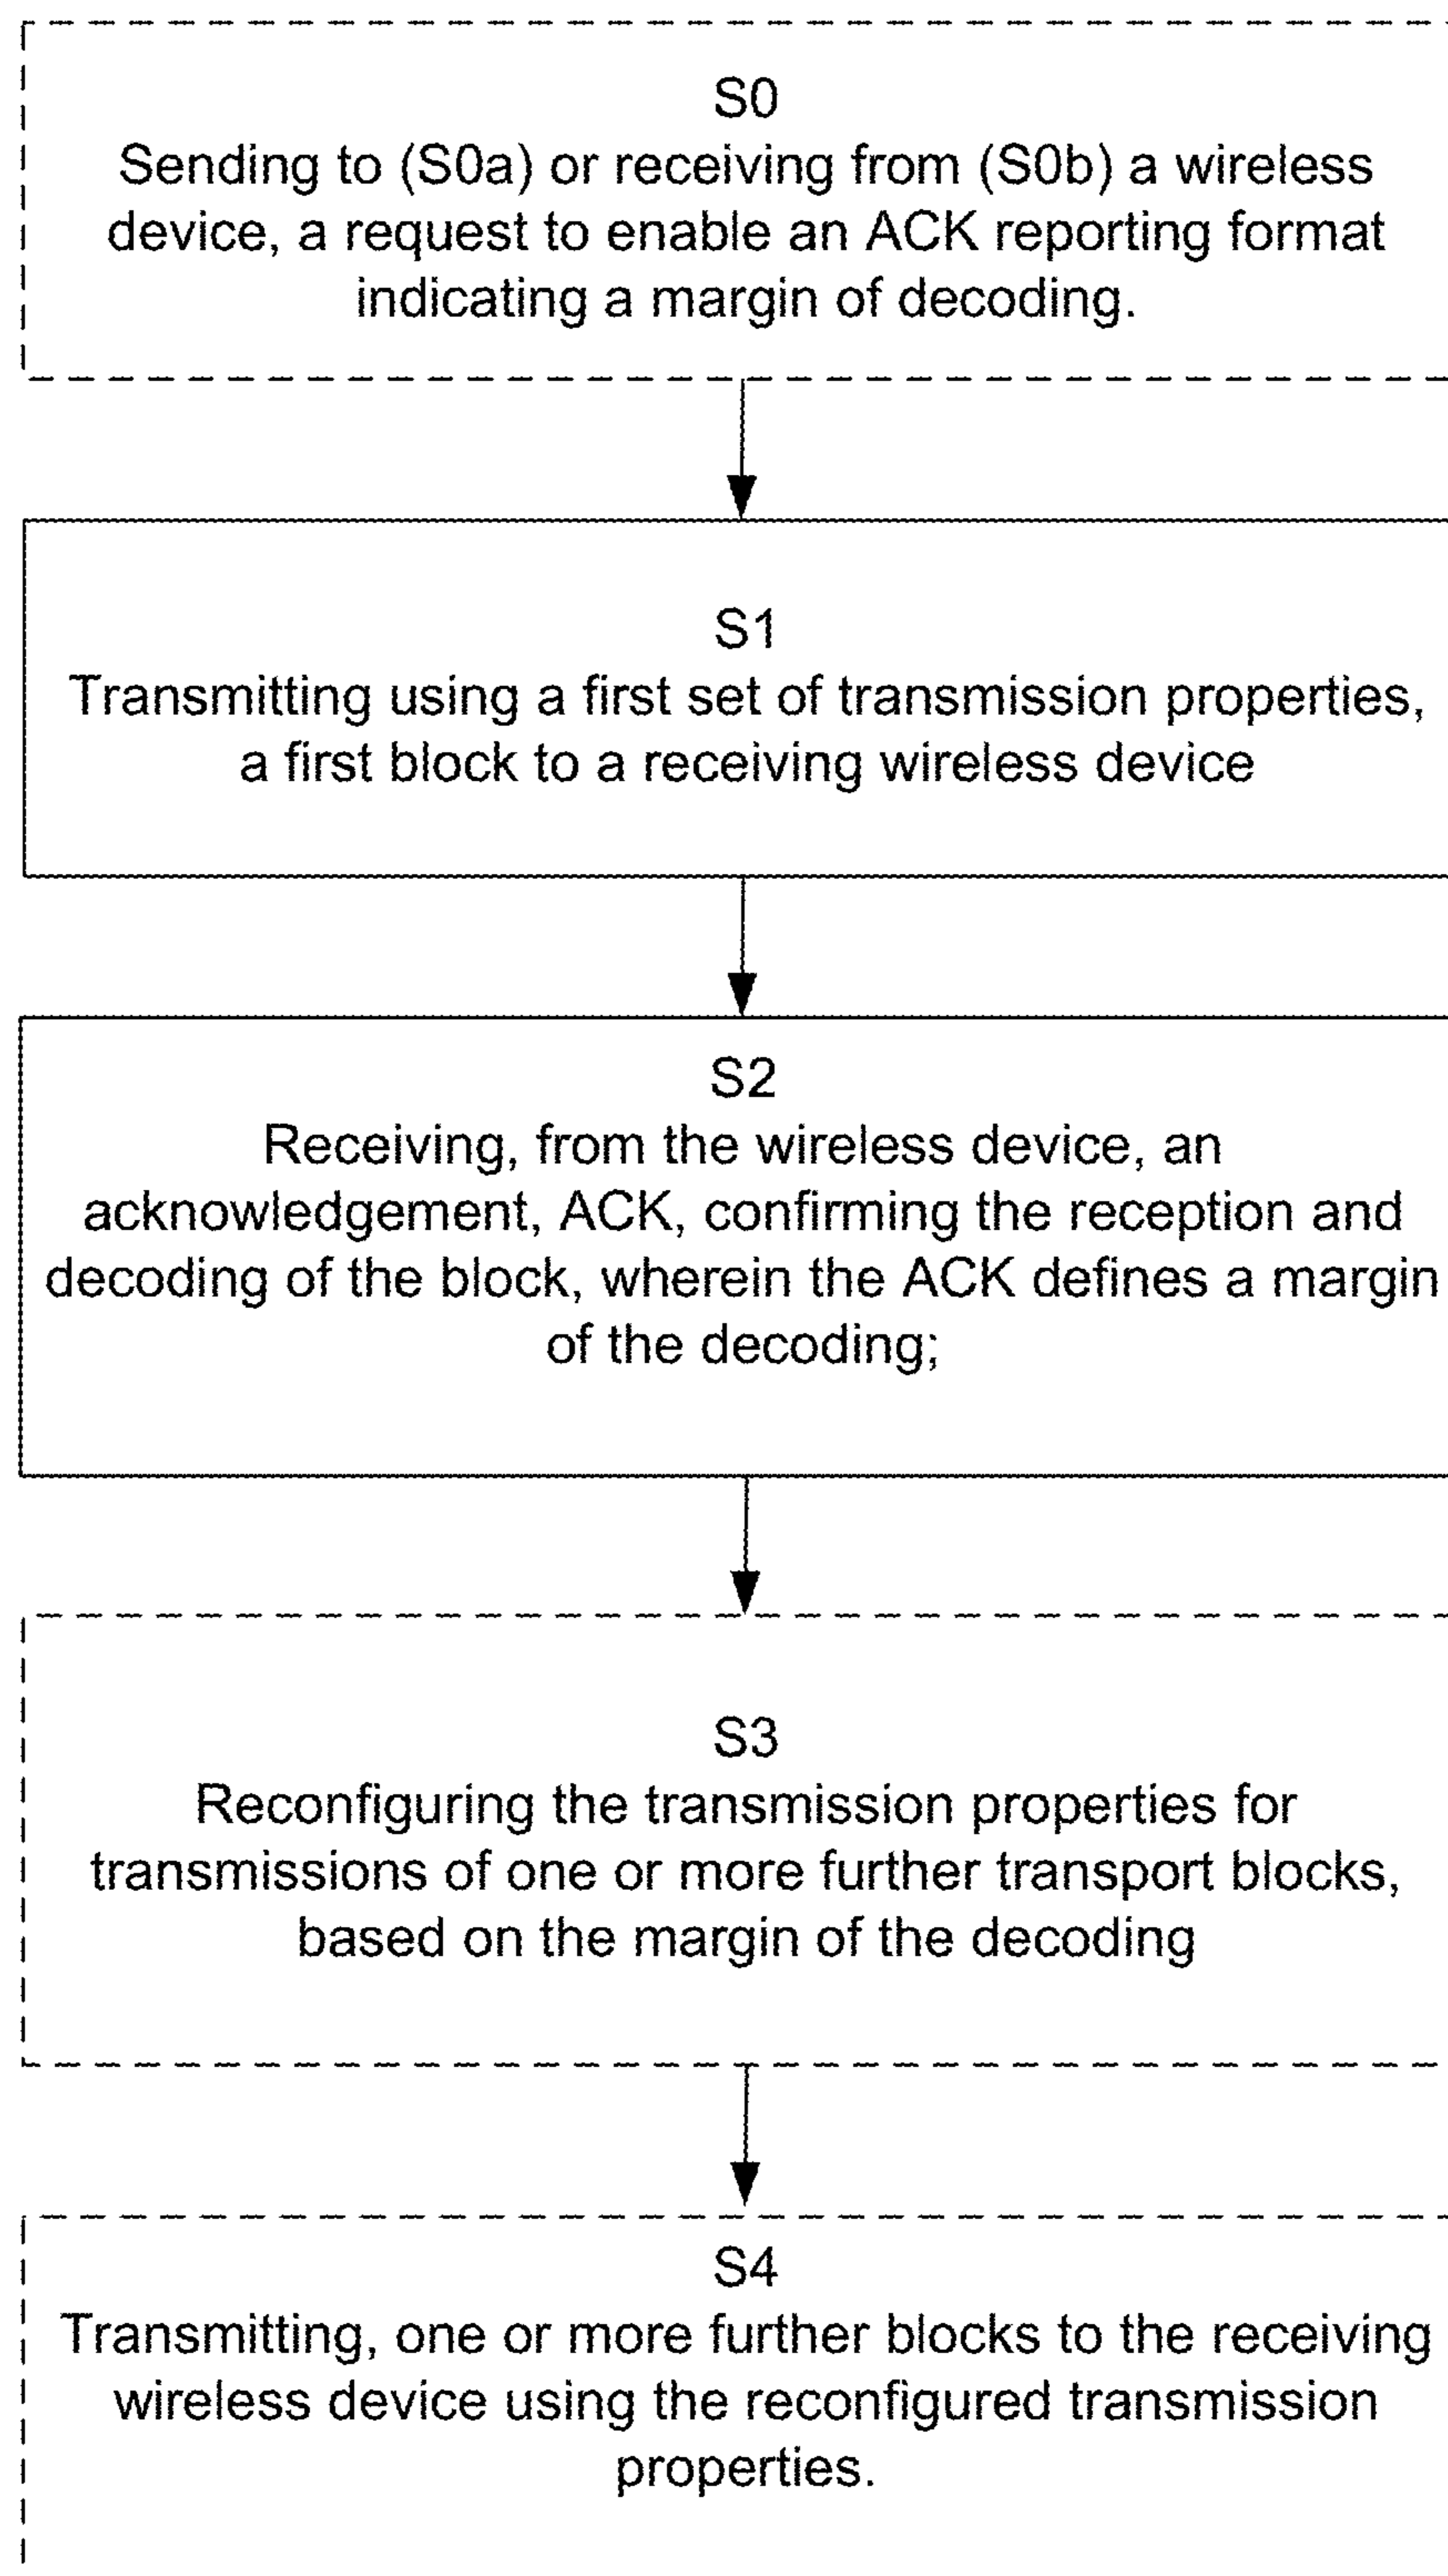 S0
Sending to (S0a) or receiving from (S0b) a wireless
device, a request to enable an ACK reporting format
indicating a margin of decoding.
S1
Transmitting using a first set of transmission properties,
a first block to a receiving wireless device
S2
Receiving, from the wireless device, an
acknowledgement, ACK, confirming the reception and
decoding of the block, wherein the ACK defines a margin
of the decoding;
S3
Reconfiguring the transmission properties for
transmissions of one or more further transport blocks,
based on the margin of the decoding
S4
Transmitting, one or more further blocks to the receiving
wireless device using the reconfigured transmission
properties.